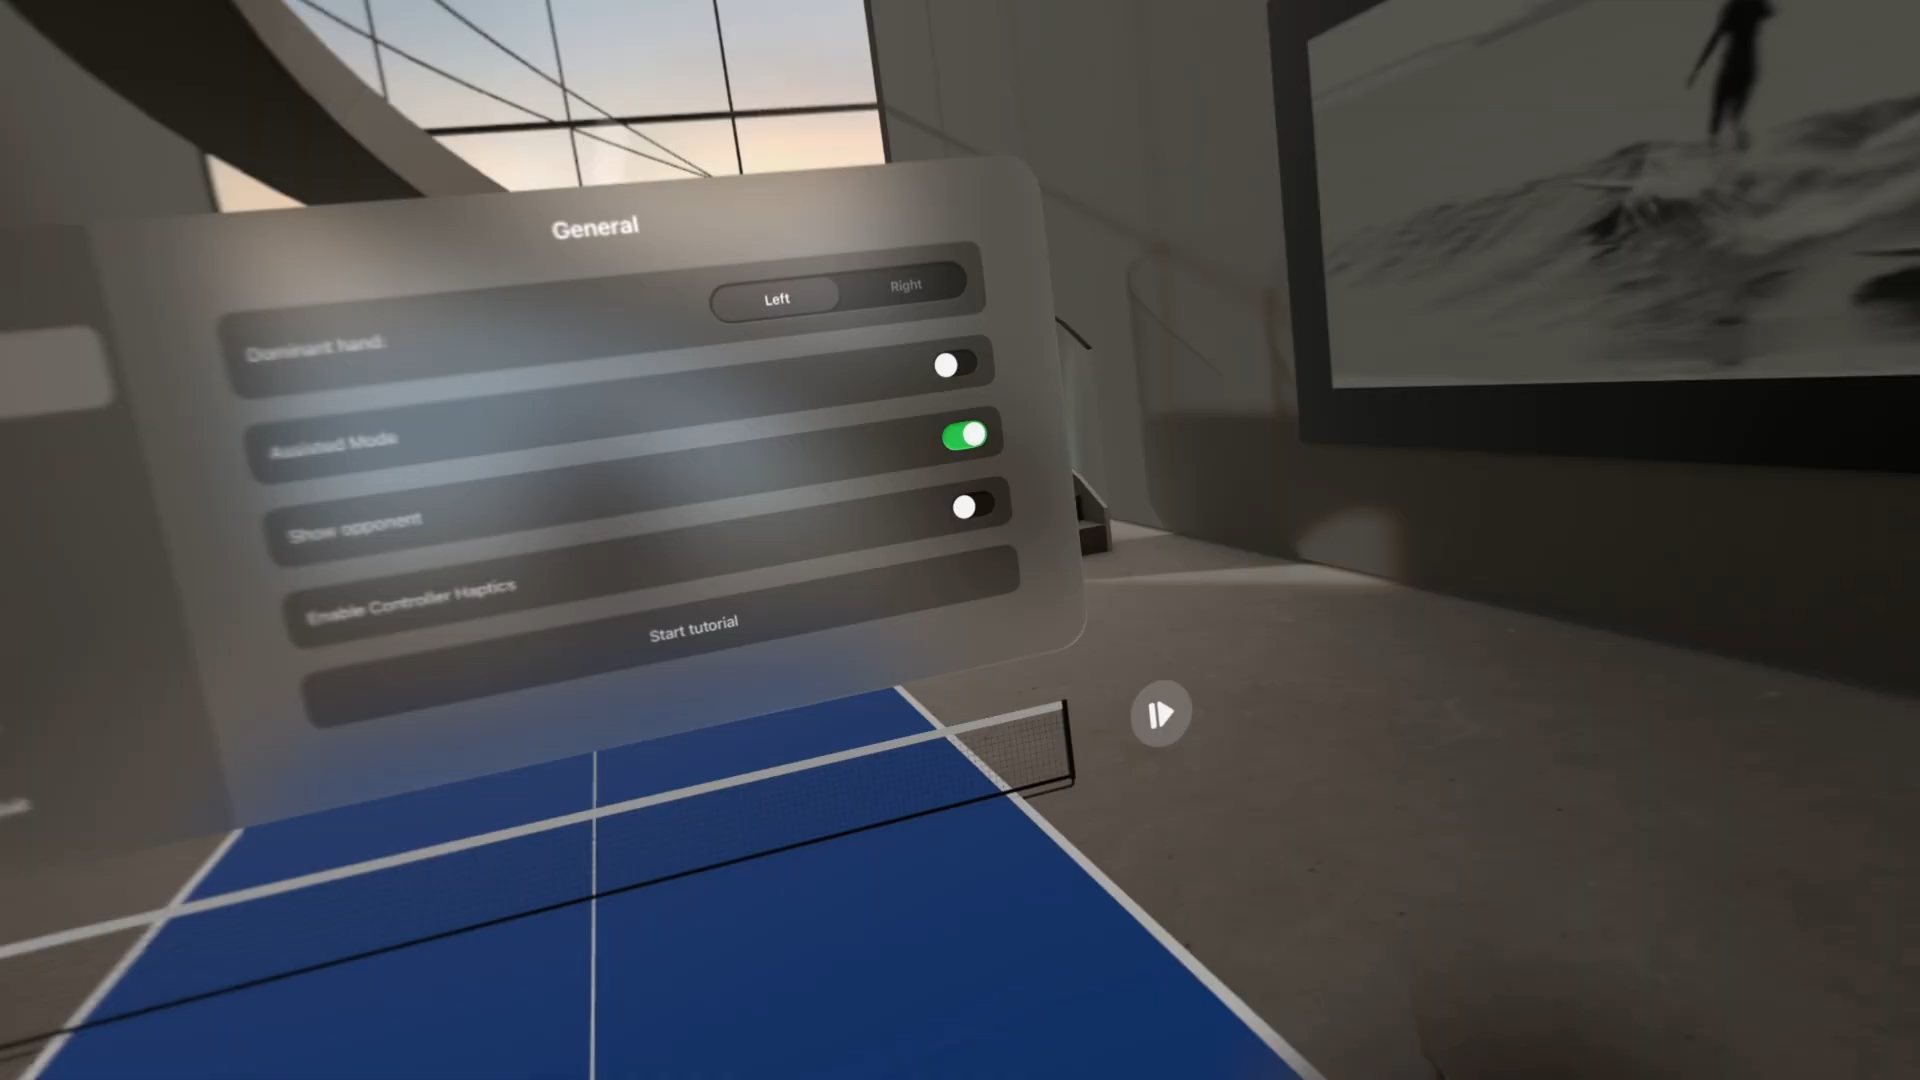 General
Dominant hand:
Left
Right
Assisted Mode
Show opponent
Enable Controller Haptics
Start tutorial